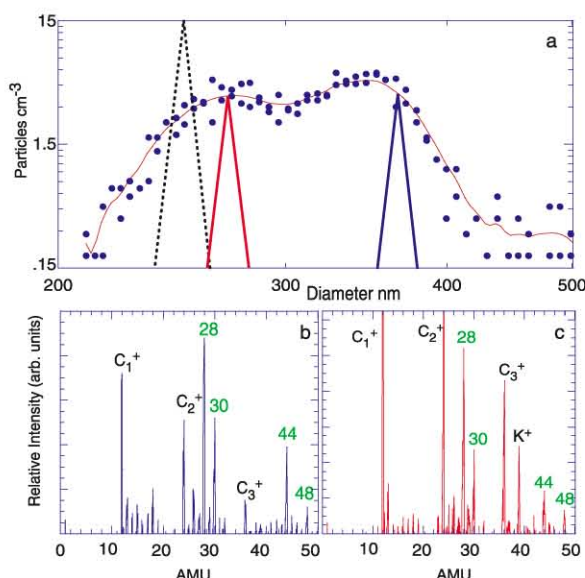 15
a
Particles cm-3
1.5
.15
200
300
400
500
Diameter nm
b
28
C1+
C2+
30
44
C3+
48
Relative Intensity (arb. units)
0 10 20 30 40 50
AMU
c
C1+
C2+
28
C3+
K+
30
44
48
0 10 20 30 40 50
AMU